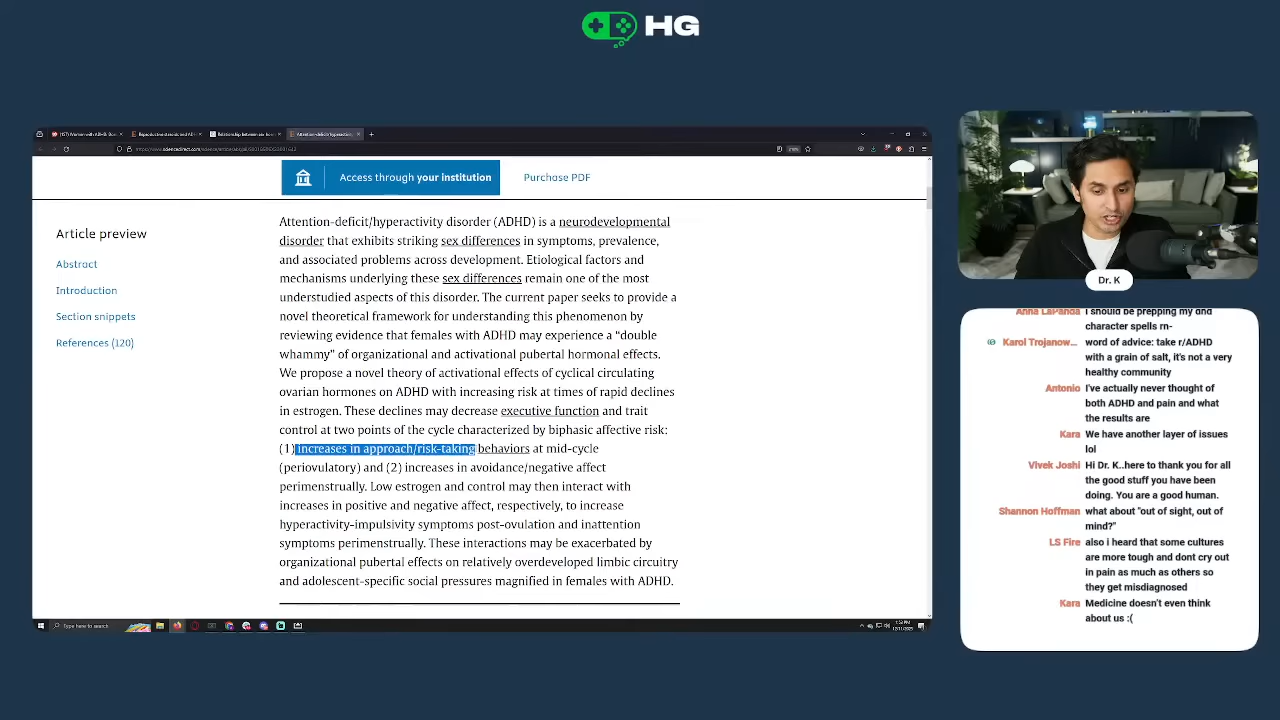 HG
Access through your institution
Purchase PDF
Article preview
Abstract
Introduction
Section snippets
References (120)
Attention-deficit/hyperactivity disorder (ADHD) is a neurodevelopmental
disorder that exhibits striking sex differences in symptoms, prevalence,
and associated problems across development. Etiological factors and
mechanisms underlying these sex differences remain one of the most
understudied aspects of this disorder. The current paper seeks to provide a
novel theoretical framework for understanding this phenomenon by
reviewing evidence that females with ADHD may experience a “double
whammy” of organizational and activational pubertal hormonal effects.
We propose a novel theory of activational effects of cyclical circulating
ovarian hormones on ADHD with increasing risk at times of rapid declines
in estrogen. These declines may decrease executive function and trait
control at two points of the cycle characterized by biphasic affective risk:
(1) increases in approach/risk-taking behaviors at mid-cycle
(periovulatory) and (2) increases in avoidance/negative affect
perimenstrually. Low estrogen and control may then interact with
increases in positive and negative affect, respectively, to increase
hyperactivity-impulsivity symptoms post-ovulation and inattention
symptoms perimenstrually. These interactions may be exacerbated by
organizational pubertal effects on relatively overdeveloped limbic circuitry
and adolescent-specific social pressures magnified in females with ADHD.
Type here to search
Dr. K
Anna LaPanda I should be prepping my dnd
character spells rn-
Karol Trojanow... word of advice: take r/ADHD
with a grain of salt, it's not a very
healthy community
Antonio I've actually never thought of
both ADHD and pain and what
the results are
Kara We have another layer of issues
lol
Vivek Joshi Hi Dr. K..here to thank you for all
the good stuff you have been
doing. You are a good human.
Shannon Hoffman what about "out of sight, out of
mind?"
LS Fire also i heard that some cultures
are more tough and dont cry out
in pain as much as others so
they get misdiagnosed
Kara Medicine doesn't even think
about us :(